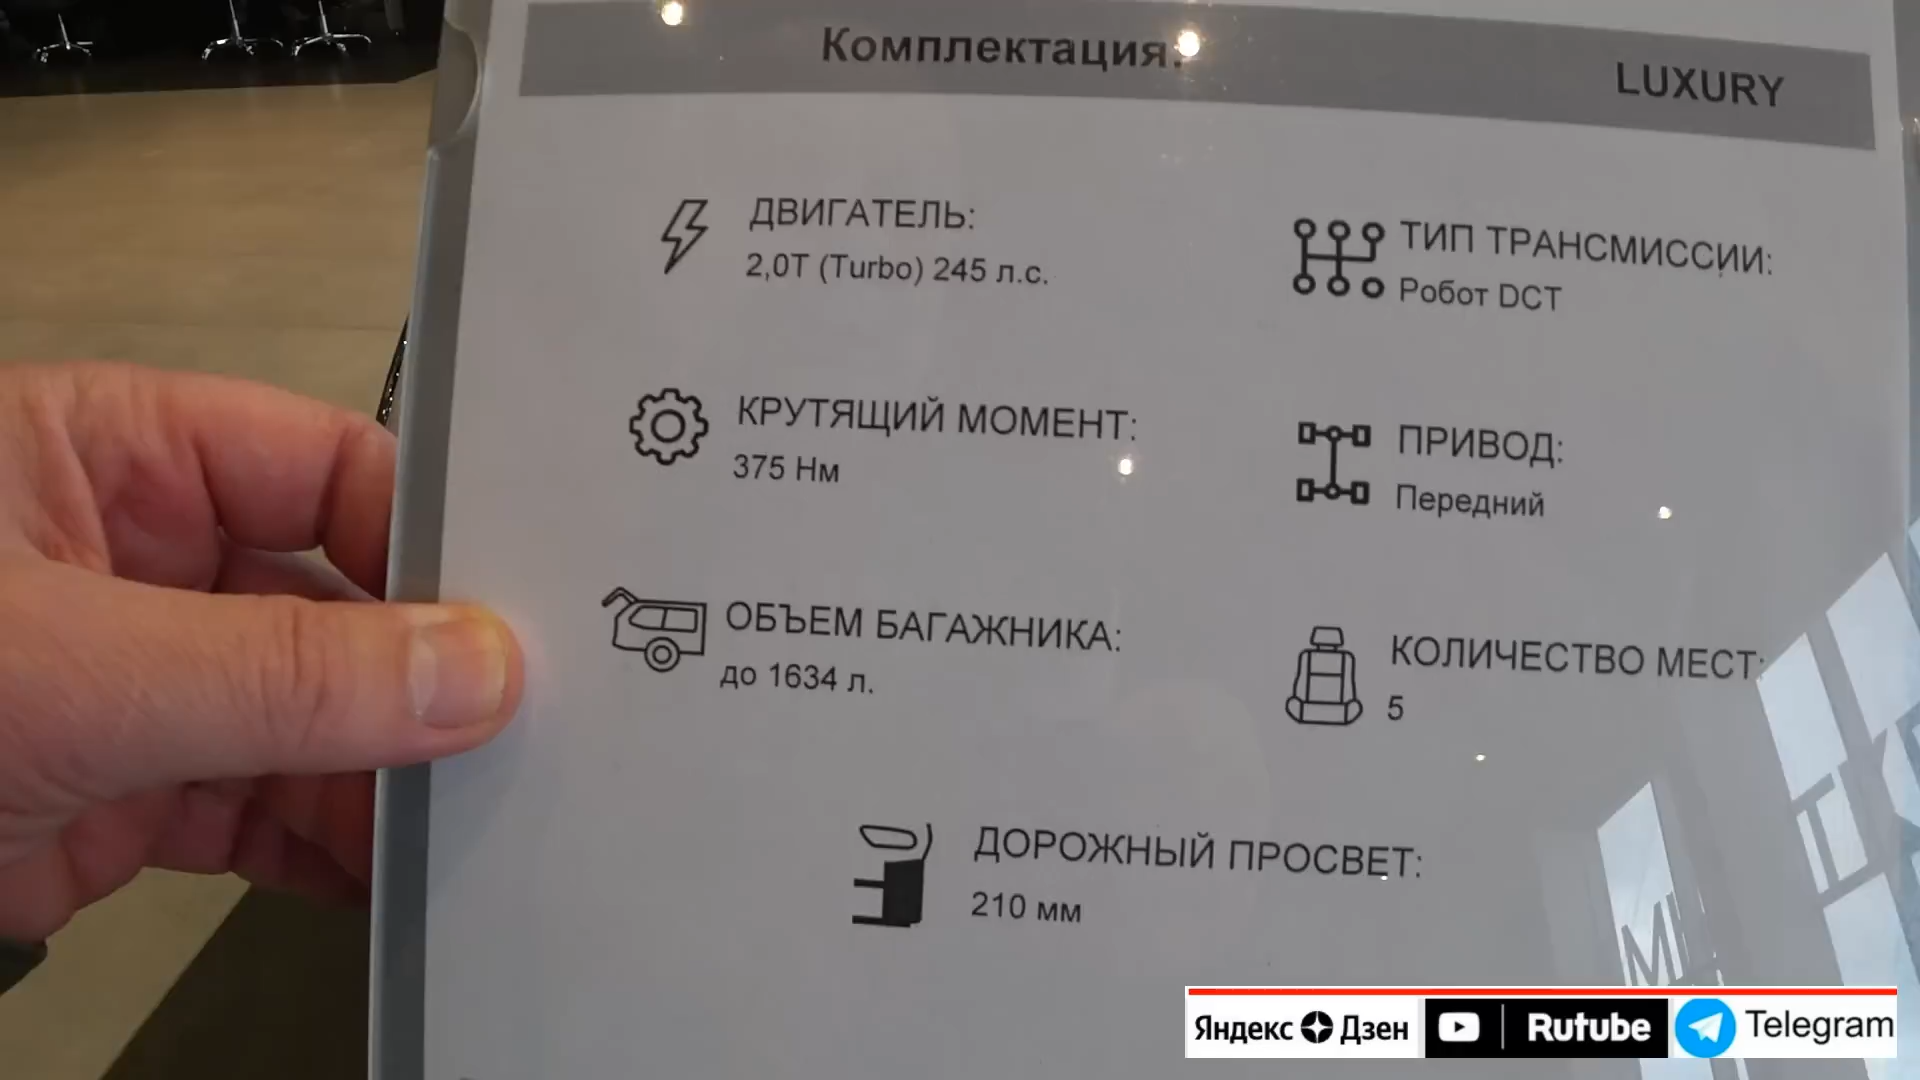 Комплектация:
LUXURY
ДВИГАТЕЛЬ:
2,0T (Turbo) 245 л.с.
ТИП ТРАНСМИССИИ:
Робот DCT
КРУТЯЩИЙ МОМЕНТ:
375 Нм
ПРИВОД:
Передний
ОБЪЕМ БАГАЖНИКА:
до 1634 л.
КОЛИЧЕСТВО МЕСТ:
5
ДОРОЖНЫЙ ПРОСВЕТ:
210 мм
Яндекс Дзен
Rutube
Telegram